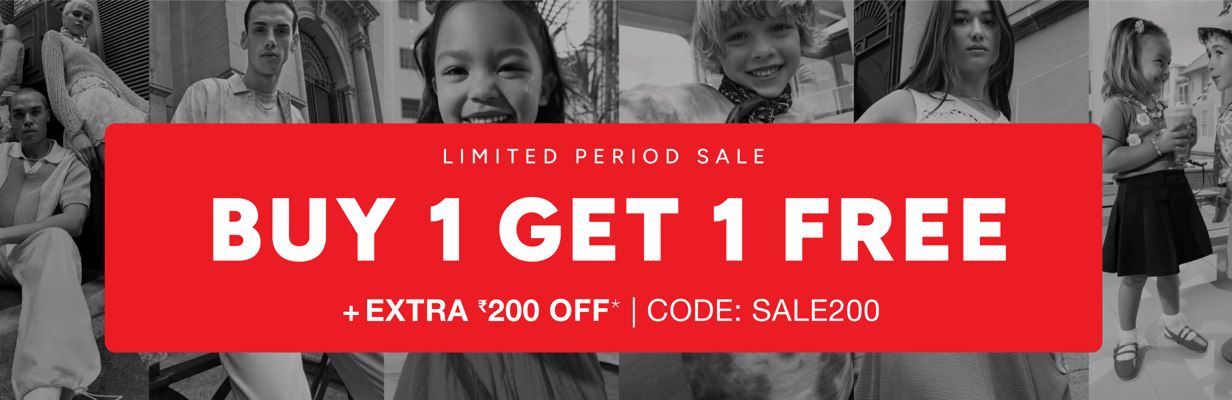 LIMITED PERIOD SALE
BUY 1 GET 1 FREE
+ EXTRA ₹200 OFF* | CODE: SALE200